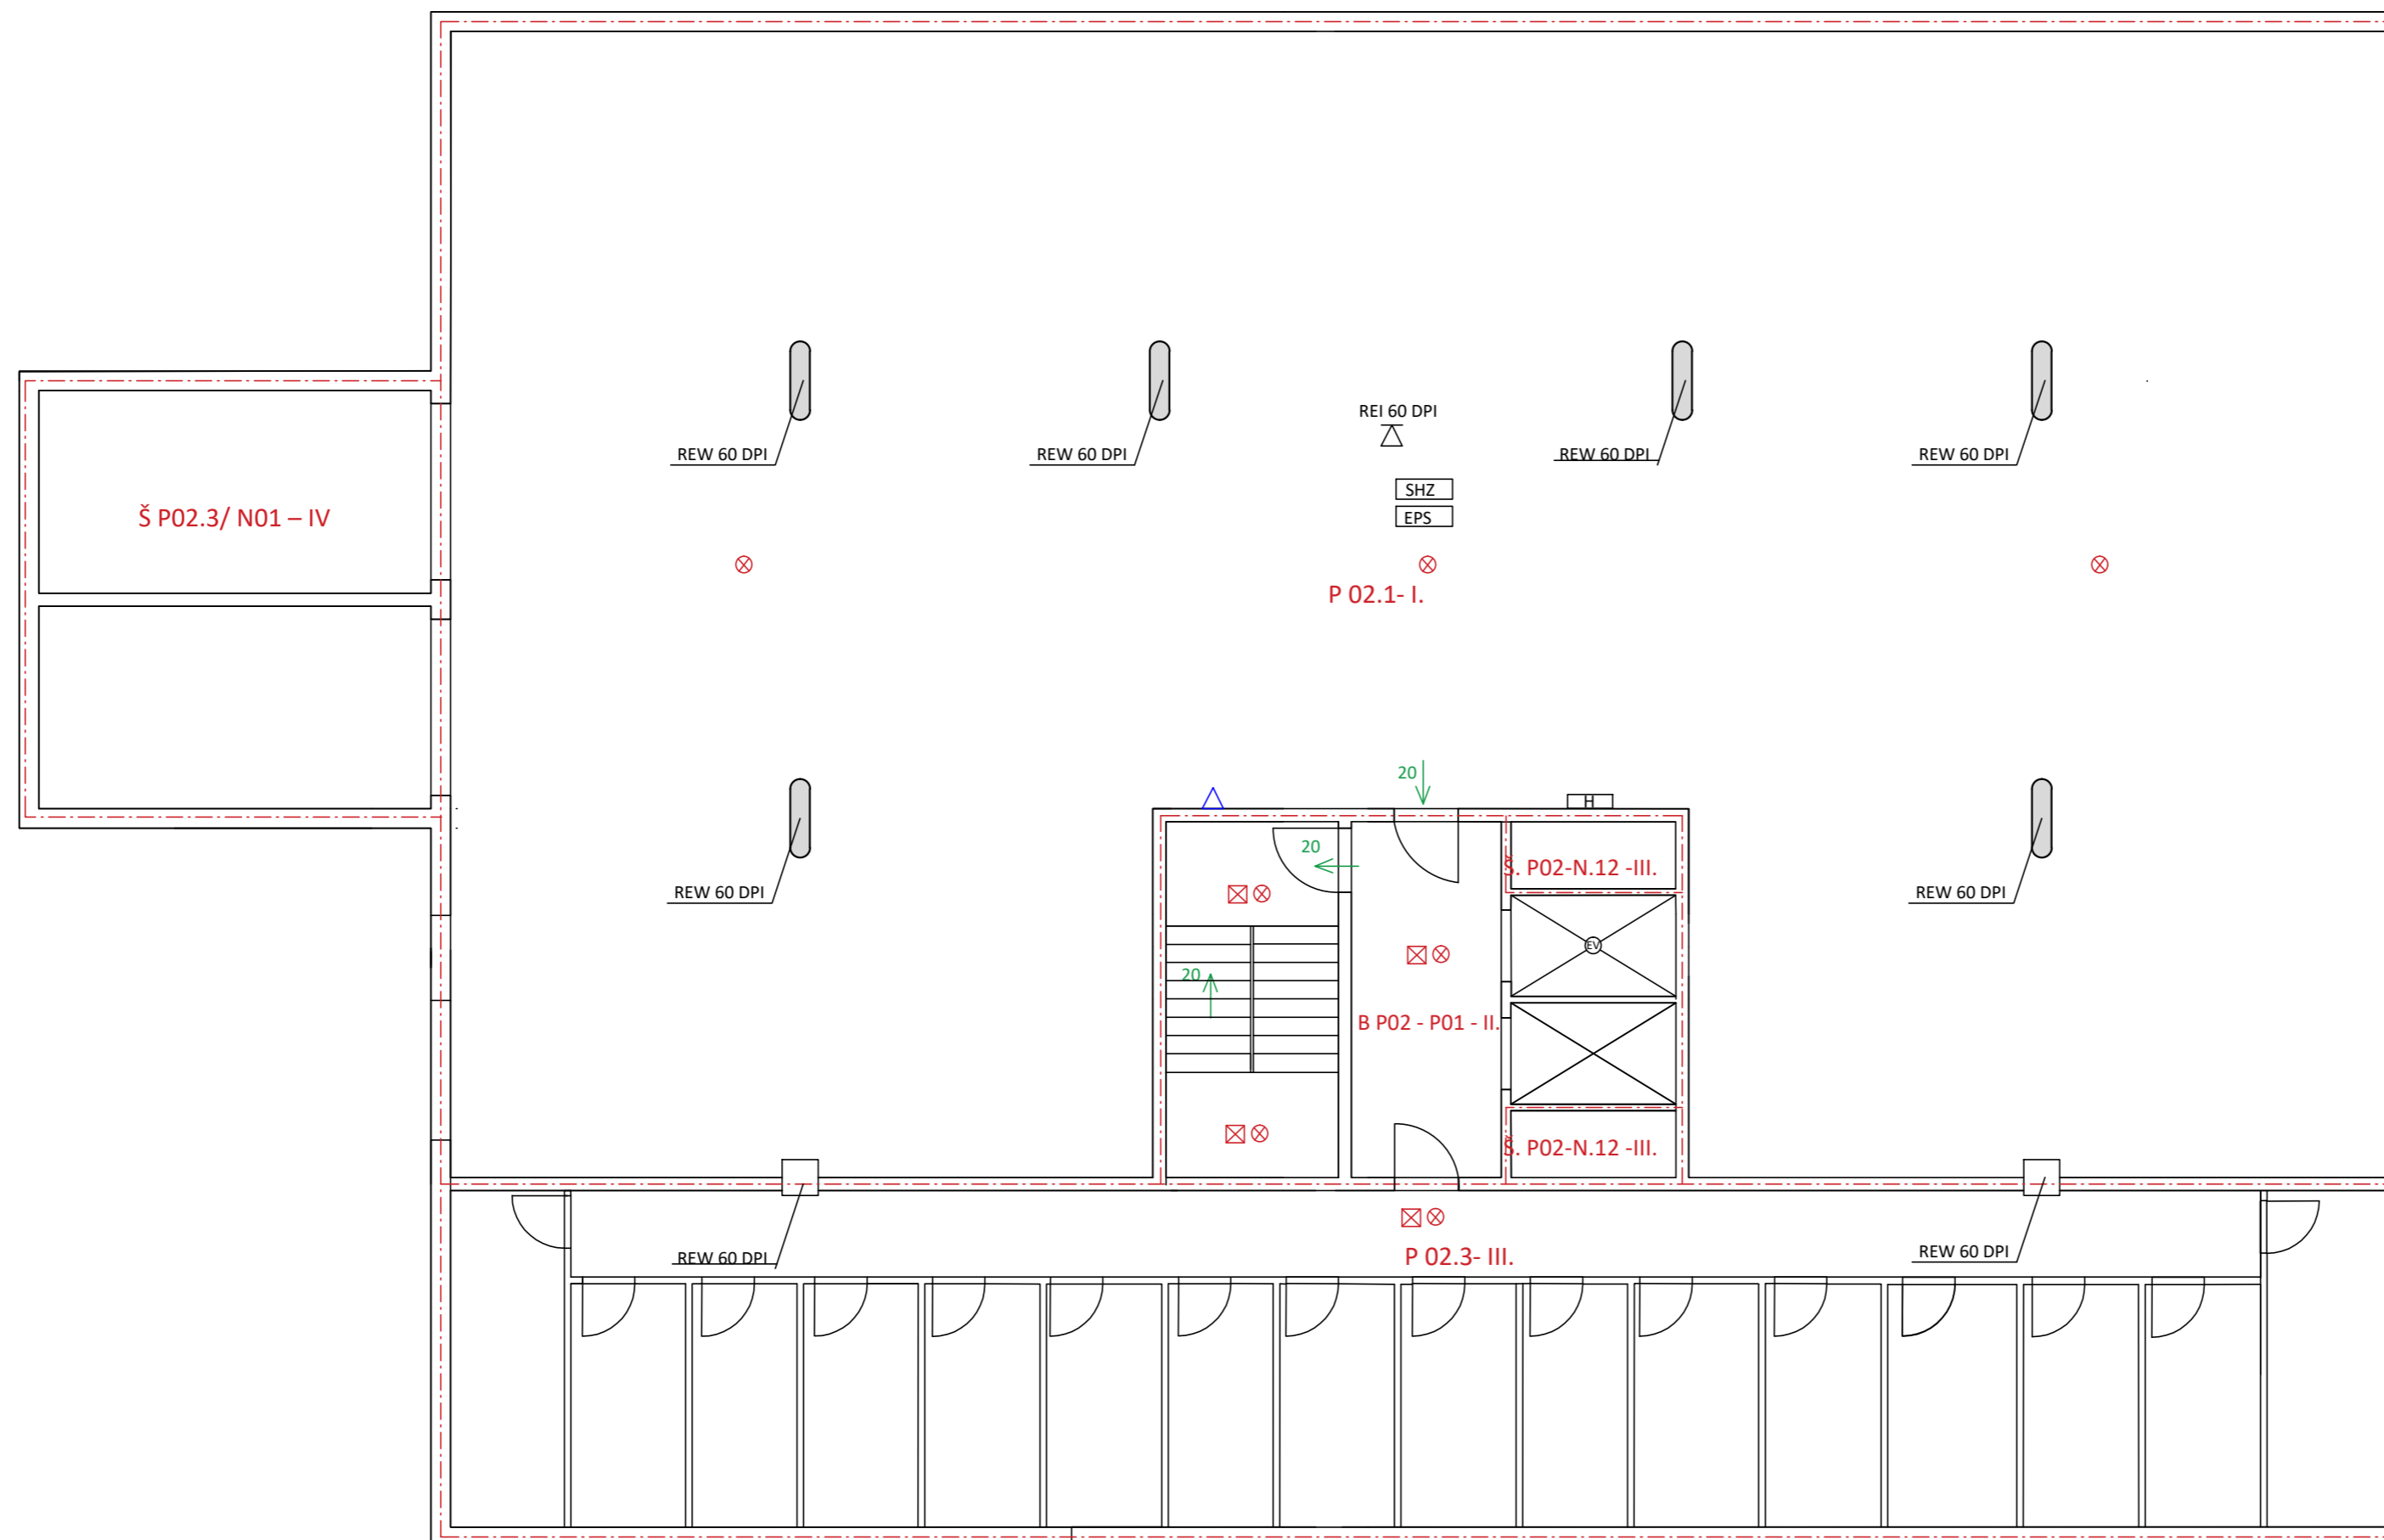 REI 60 DPI
REW 60 DPI
REW 60 DPI
REW 60 DPI
REW 60 DPI
SHZ
EPS
Š P02.3/ N01 – IV
P 02.1- I.
20
H
20
Š. P02-N.12 -III.
REW 60 DPI
REW 60 DPI
EV
20
B P02 - P01 - II.
Š. P02-N.12 -III.
REW 60 DPI
P 02.3- III.
REW 60 DPI